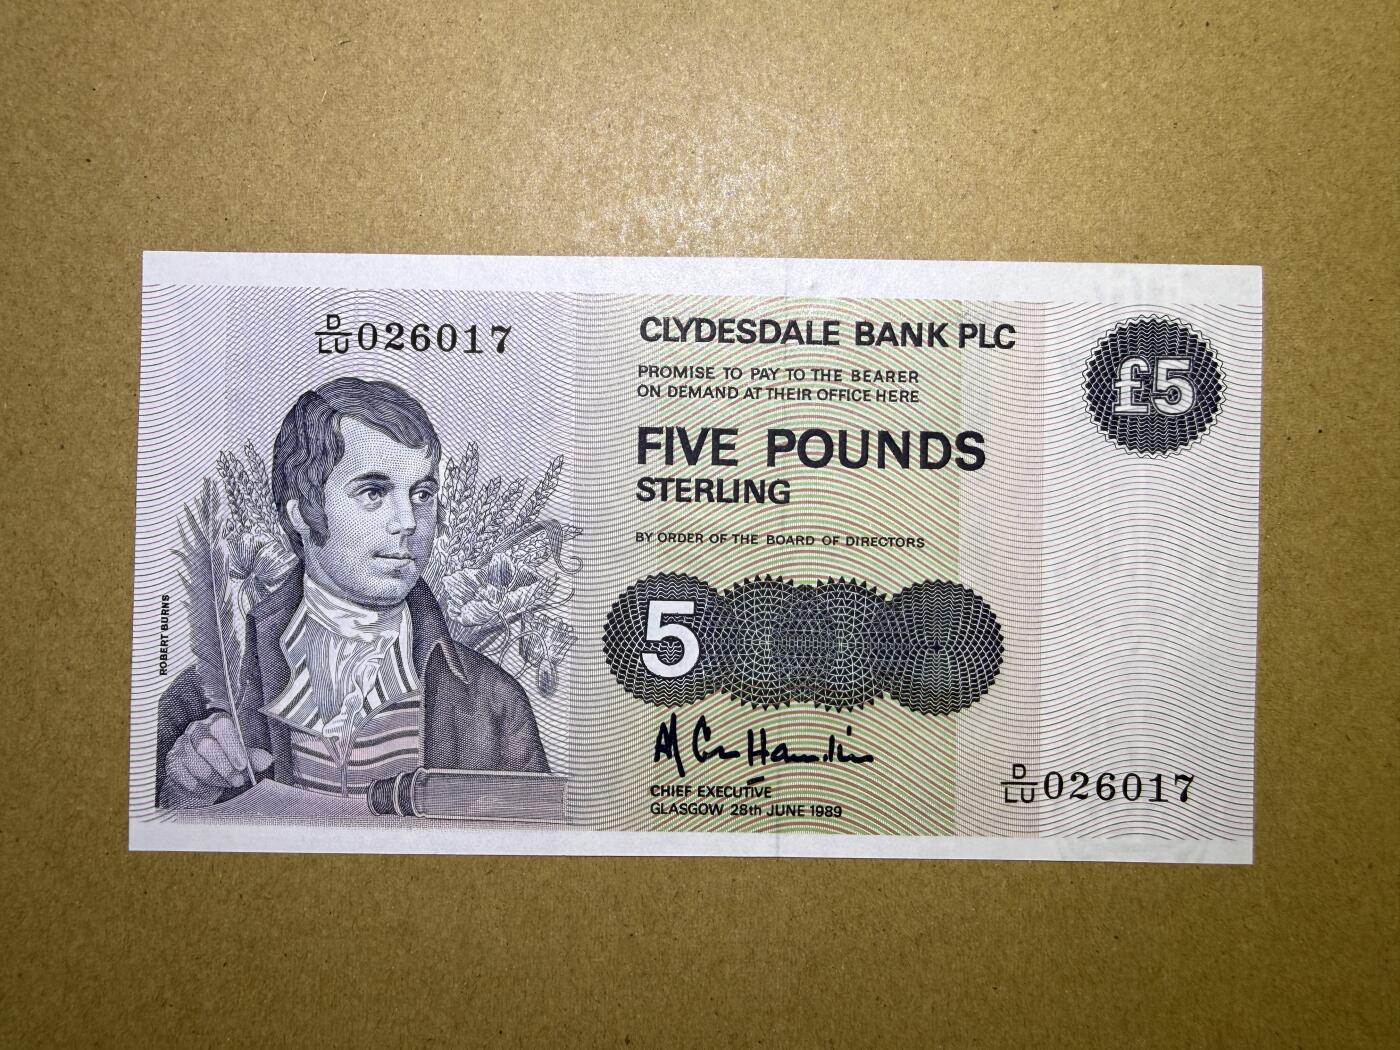 D/LU 026017
CLYDESDALE BANK PLC
£5
PROMISE TO PAY TO THE BEARER
ON DEMAND AT THEIR OFFICE HERE
FIVE POUNDS
STERLING
BY ORDER OF THE BOARD OF DIRECTORS
ROBERT BURNS
5
CHIEF EXECUTIVE
GLASGOW 28th JUNE 1989
D/LU 026017